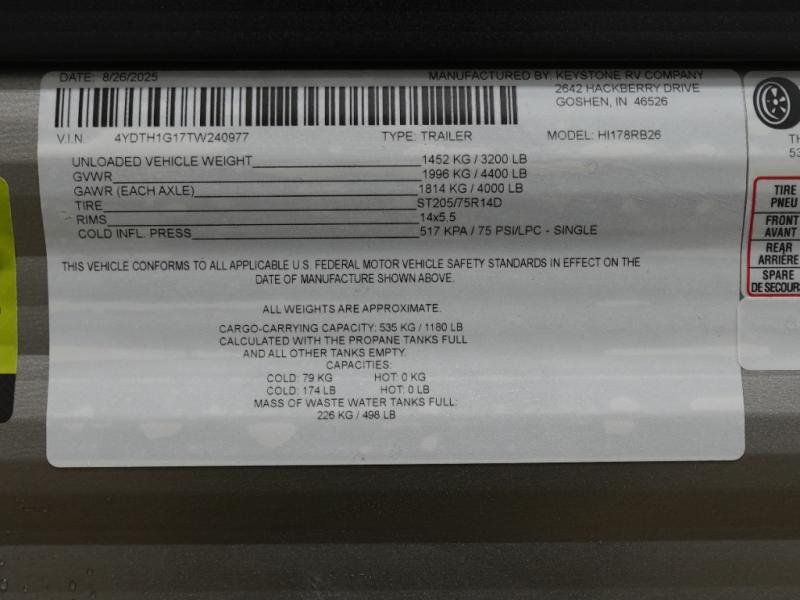 DATE: 8/26/2025 MANUFACTURED BY: KEYSTONE RV COMPANY
2642 HACKBERRY DRIVE
GOSHEN, IN 46526
V.I.N. 4YDTH1G17TW240977 TYPE: TRAILER MODEL: HI178RB26
UNLOADED VEHICLE WEIGHT 1452 KG / 3200 LB
GVWR 1996 KG / 4400 LB
GAWR (EACH AXLE) 1814 KG / 4000 LB
TIRE ST205/75R14D
RIMS 14x5.5
COLD INFL. PRESS 517 KPA / 75 PSI/LPC - SINGLE
THIS VEHICLE CONFORMS TO ALL APPLICABLE U.S. FEDERAL MOTOR VEHICLE SAFETY STANDARDS IN EFFECT ON THE
DATE OF MANUFACTURE SHOWN ABOVE.
ALL WEIGHTS ARE APPROXIMATE.
CARGO-CARRYING CAPACITY: 535 KG / 1180 LB
CALCULATED WITH THE PROPANE TANKS FULL
AND ALL OTHER TANKS EMPTY.
CAPACITIES:
COLD: 79 KG HOT: 0 KG
COLD: 174 LB HOT: 0 LB
MASS OF WASTE WATER TANKS FULL:
226 KG / 498 LB
TIRE
PNEU
FRONT
AVANT
REAR
ARRIÈRE
SPARE
DE SECOURS